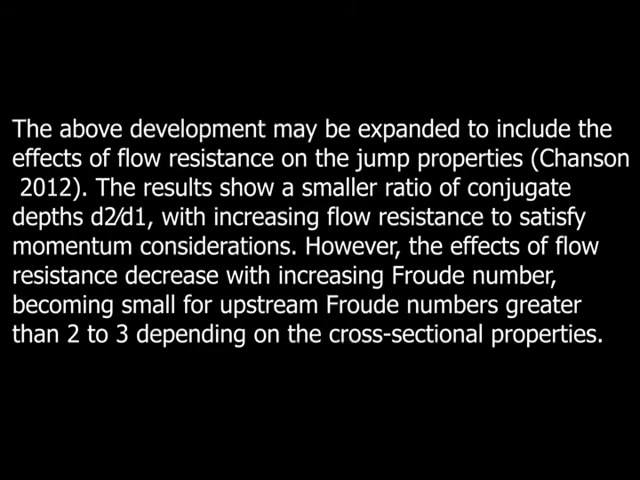 The above development may be expanded to include the
effects of flow resistance on the jump properties (Chanson
2012). The results show a smaller ratio of conjugate
depths d2⁄d1, with increasing flow resistance to satisfy
momentum considerations. However, the effects of flow
resistance decrease with increasing Froude number,
becoming small for upstream Froude numbers greater
than 2 to 3 depending on the cross-sectional properties.